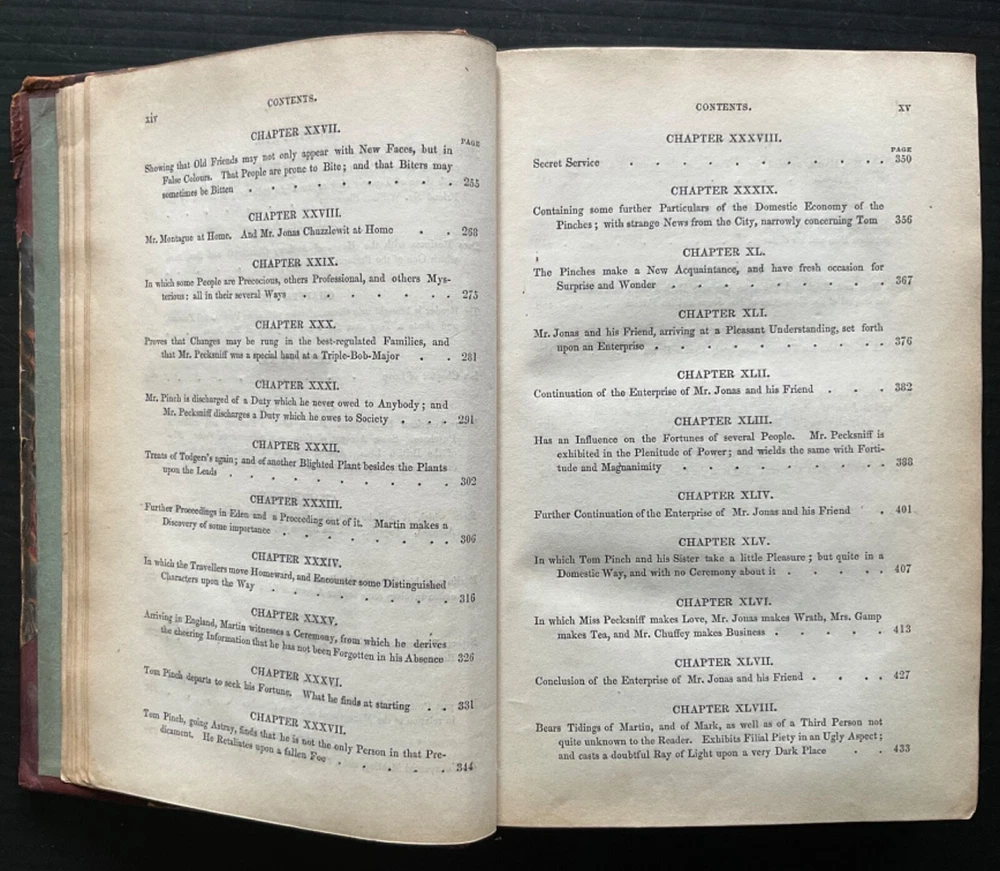 xiv
CONTENTS.
CHAPTER XXVII.
PAGE
Showing that Old Friends may not only appear with New Faces, but in
False Colours. That People are prone to Bite; and that Biters may
sometimes be Bitten . . . . . . . . 255
CHAPTER XXVIII.
Mr. Montague at Home. And Mr. Jonas Chuzzlewit at Home . . 268
CHAPTER XXIX.
In which some People are Precocious, others Professional, and others Mys-
terious: all in their several Ways . . . . . . . 275
CHAPTER XXX.
Proves that Changes may be rung in the best-regulated Families, and
that Mr. Pecksniff was a special hand at a Triple-Bob-Major . . 281
CHAPTER XXXI.
Mr. Pinch is discharged of a Duty which he never owed to Anybody; and
Mr. Pecksniff discharges a Duty which he owes to Society . . . . 291
CHAPTER XXXII.
Treats of Todgers's again; and of another Blighted Plant besides the Plants
upon the Leads . . . . . . . . . 302
CHAPTER XXXIII.
Further Proceedings in Eden and a Proceeding out of it. Martin makes a
Discovery of some importance . . . . . . . 306
CHAPTER XXXIV.
In which the Travellers move Homeward, and Encounter some Distinguished
Characters upon the Way . . . . . . . . 316
CHAPTER XXXV.
Arriving in England, Martin witnesses a Ceremony, from which he derives
the cheering Information that he has not been Forgotten in his Absence 326
CHAPTER XXXVI.
Tom Pinch departs to seek his Fortune. What he finds at starting . . 331
CHAPTER XXXVII.
Tom Pinch, going Astray, finds that he is not the only Person in that Pre-
dicament. He Retaliates upon a fallen Foe . . . . . 344
CONTENTS.
xv
CHAPTER XXXVIII.
PAGE
Secret Service . . . . . . . . . . . 350
CHAPTER XXXIX.
Containing some further Particulars of the Domestic Economy of the
Pinches; with strange News from the City, narrowly concerning Tom 356
CHAPTER XL.
The Pinches make a New Acquaintance, and have fresh occasion for
Surprise and Wonder . . . . . . . . . 367
CHAPTER XLI.
Mr. Jonas and his Friend, arriving at a Pleasant Understanding, set forth
upon an Enterprise . . . . . . . . . 376
CHAPTER XLII.
Continuation of the Enterprise of Mr. Jonas and his Friend . . . 382
CHAPTER XLIII.
Has an Influence on the Fortunes of several People. Mr. Pecksniff is
exhibited in the Plenitude of Power; and wields the same with Forti-
tude and Magnanimity . . . . . . . . 388
CHAPTER XLIV.
Further Continuation of the Enterprise of Mr. Jonas and his Friend . 401
CHAPTER XLV.
In which Tom Pinch and his Sister take a little Pleasure; but quite in a
Domestic Way, and with no Ceremony about it . . . . . 407
CHAPTER XLVI.
In which Miss Pecksniff makes Love, Mr. Jonas makes Wrath, Mrs. Gamp
makes Tea, and Mr. Chuffey makes Business . . . . . 413
CHAPTER XLVII.
Conclusion of the Enterprise of Mr. Jonas and his Friend . . . . 427
CHAPTER XLVIII.
Bears Tidings of Martin, and of Mark, as well as of a Third Person not
quite unknown to the Reader. Exhibits Filial Piety in an Ugly Aspect;
and casts a doubtful Ray of Light upon a very Dark Place . . 433